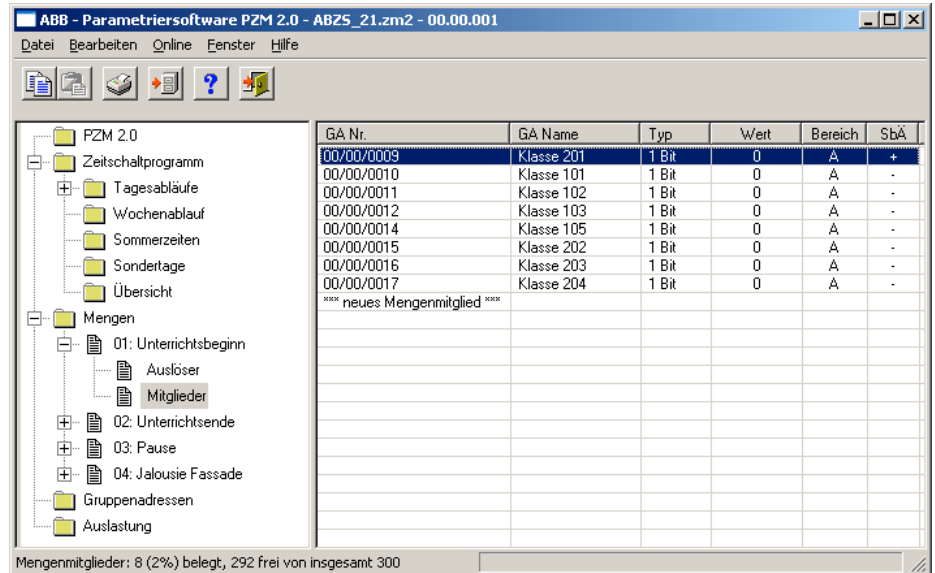 ABB - Parametriersoftware PZM 2.0 - ABZS_21.zm2 - 00.00.001
Datei Bearbeiten Online Fenster Hilfe
PZM 2.0
Zeitschaltprogramm
Tagesabläufe
Wochenablauf
Sommerzeiten
Sondertage
Übersicht
Mengen
01: Unterrichtsbeginn
Auslöser
Mitglieder
02: Unterrichtsende
03: Pause
04: Jalousie Fassade
Gruppenadressen
Auslastung
GA Nr. GA Name Typ Wert Bereich SbÄ
00/00/0009 Klasse 201 1 Bit 0 A +
00/00/0010 Klasse 101 1 Bit 0 A -
00/00/0011 Klasse 102 1 Bit 0 A -
00/00/0012 Klasse 103 1 Bit 0 A -
00/00/0014 Klasse 105 1 Bit 0 A -
00/00/0015 Klasse 202 1 Bit 0 A -
00/00/0016 Klasse 203 1 Bit 0 A -
00/00/0017 Klasse 204 1 Bit 0 A -
*** neues Mengenmitglied ***
Mengenmitglieder: 8 (2%) belegt, 292 frei von insgesamt 300